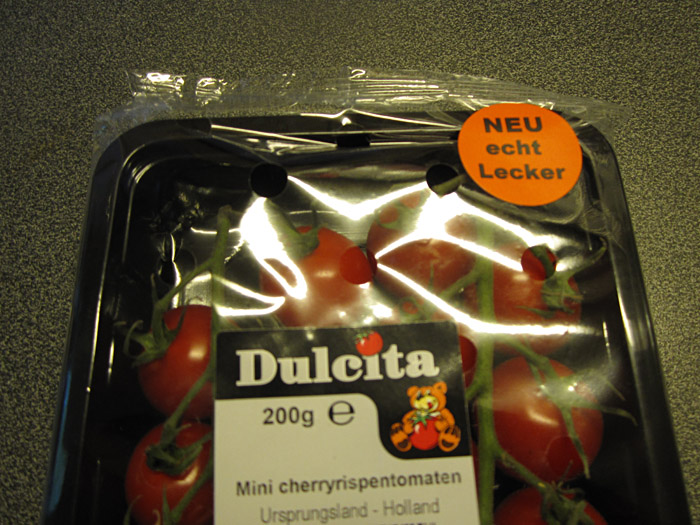 NEU
echt
Lecker
Dulcita
200g ℮
Mini cherryrispentomaten
Ursprungsland - Holland